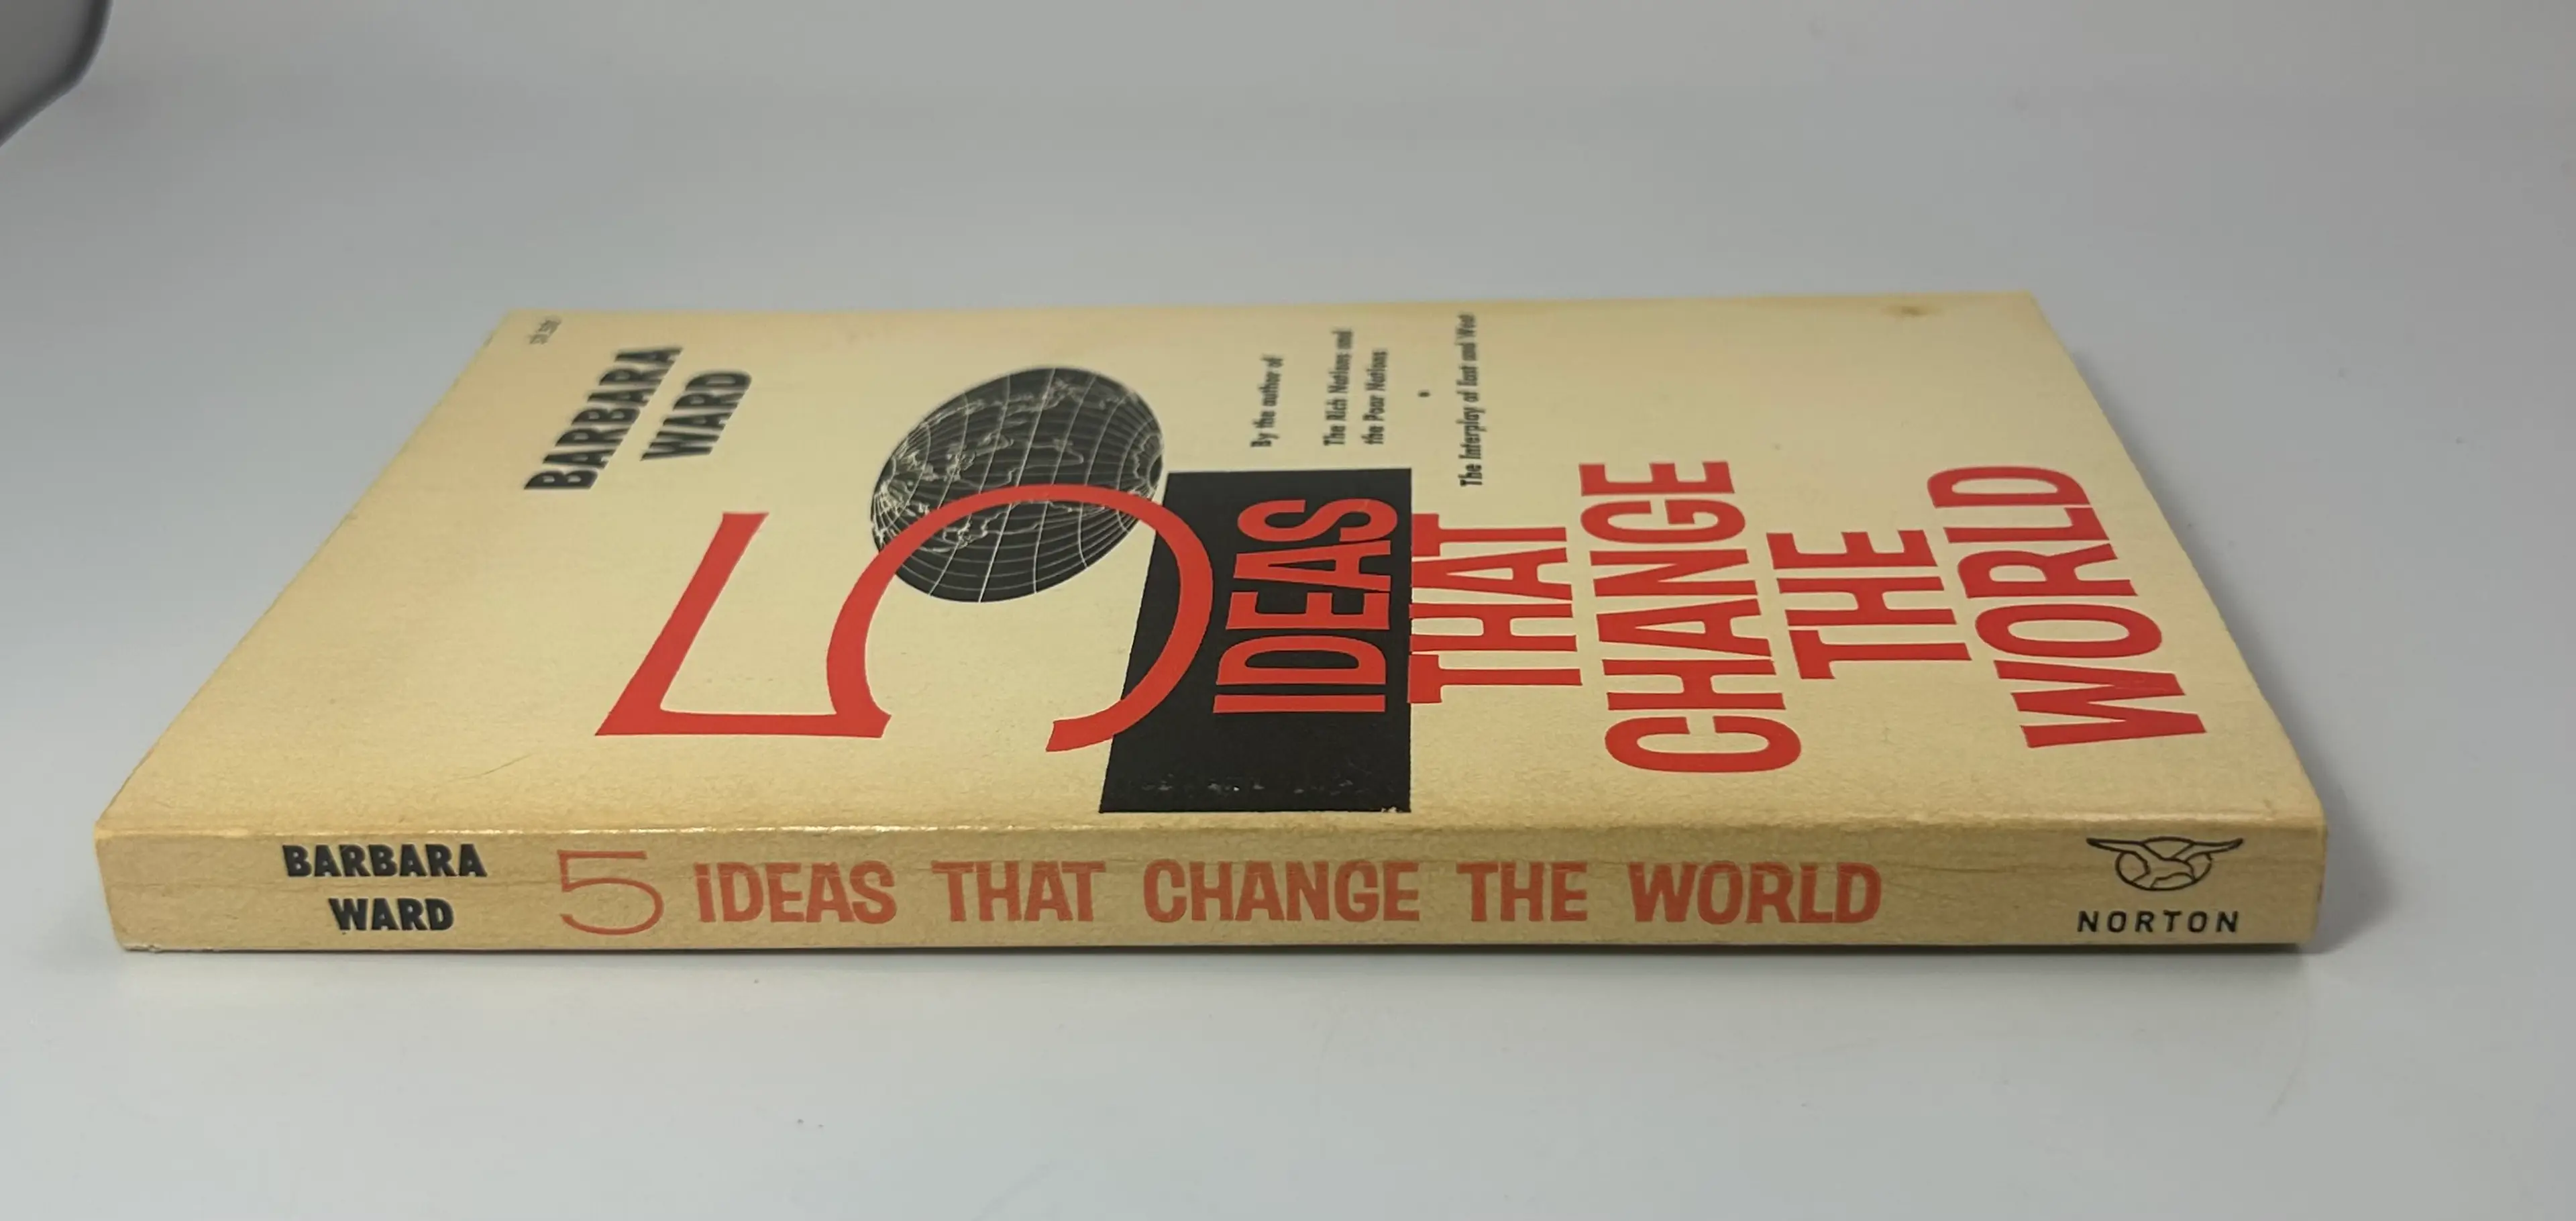 BARBARA
WARD
5
IDEAS
THAT
CHANGE
THE
WORLD
By the author of
The Rich Nations and
the Poor Nations
•
The Interplay of East and West
BARBARA
WARD
5 IDEAS THAT CHANGE THE WORLD
NORTON